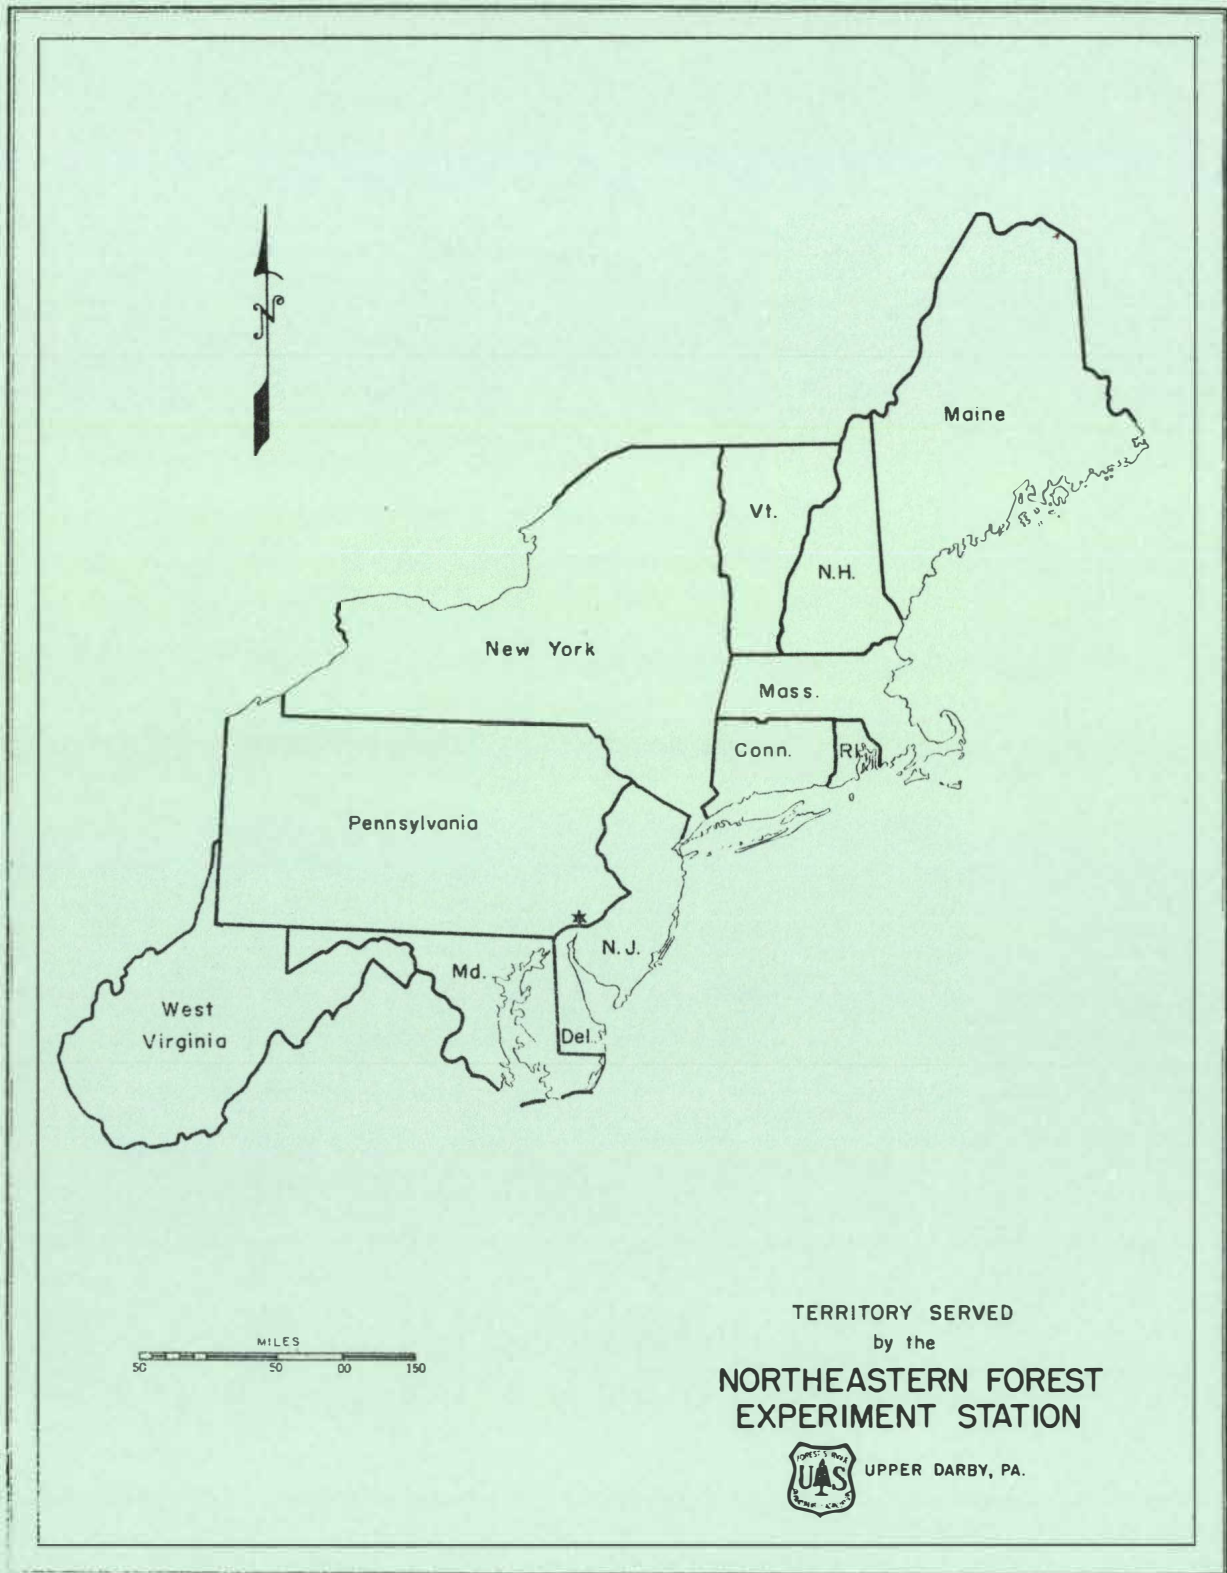 N
Maine
Vt.
N.H.
New York
Mass.
Conn.
R.I.
Pennsylvania
N.J.
Md.
West
Virginia
Del.
MILES
50 50 00 150
TERRITORY SERVED
by the
NORTHEASTERN FOREST
EXPERIMENT STATION
U S
UPPER DARBY, PA.